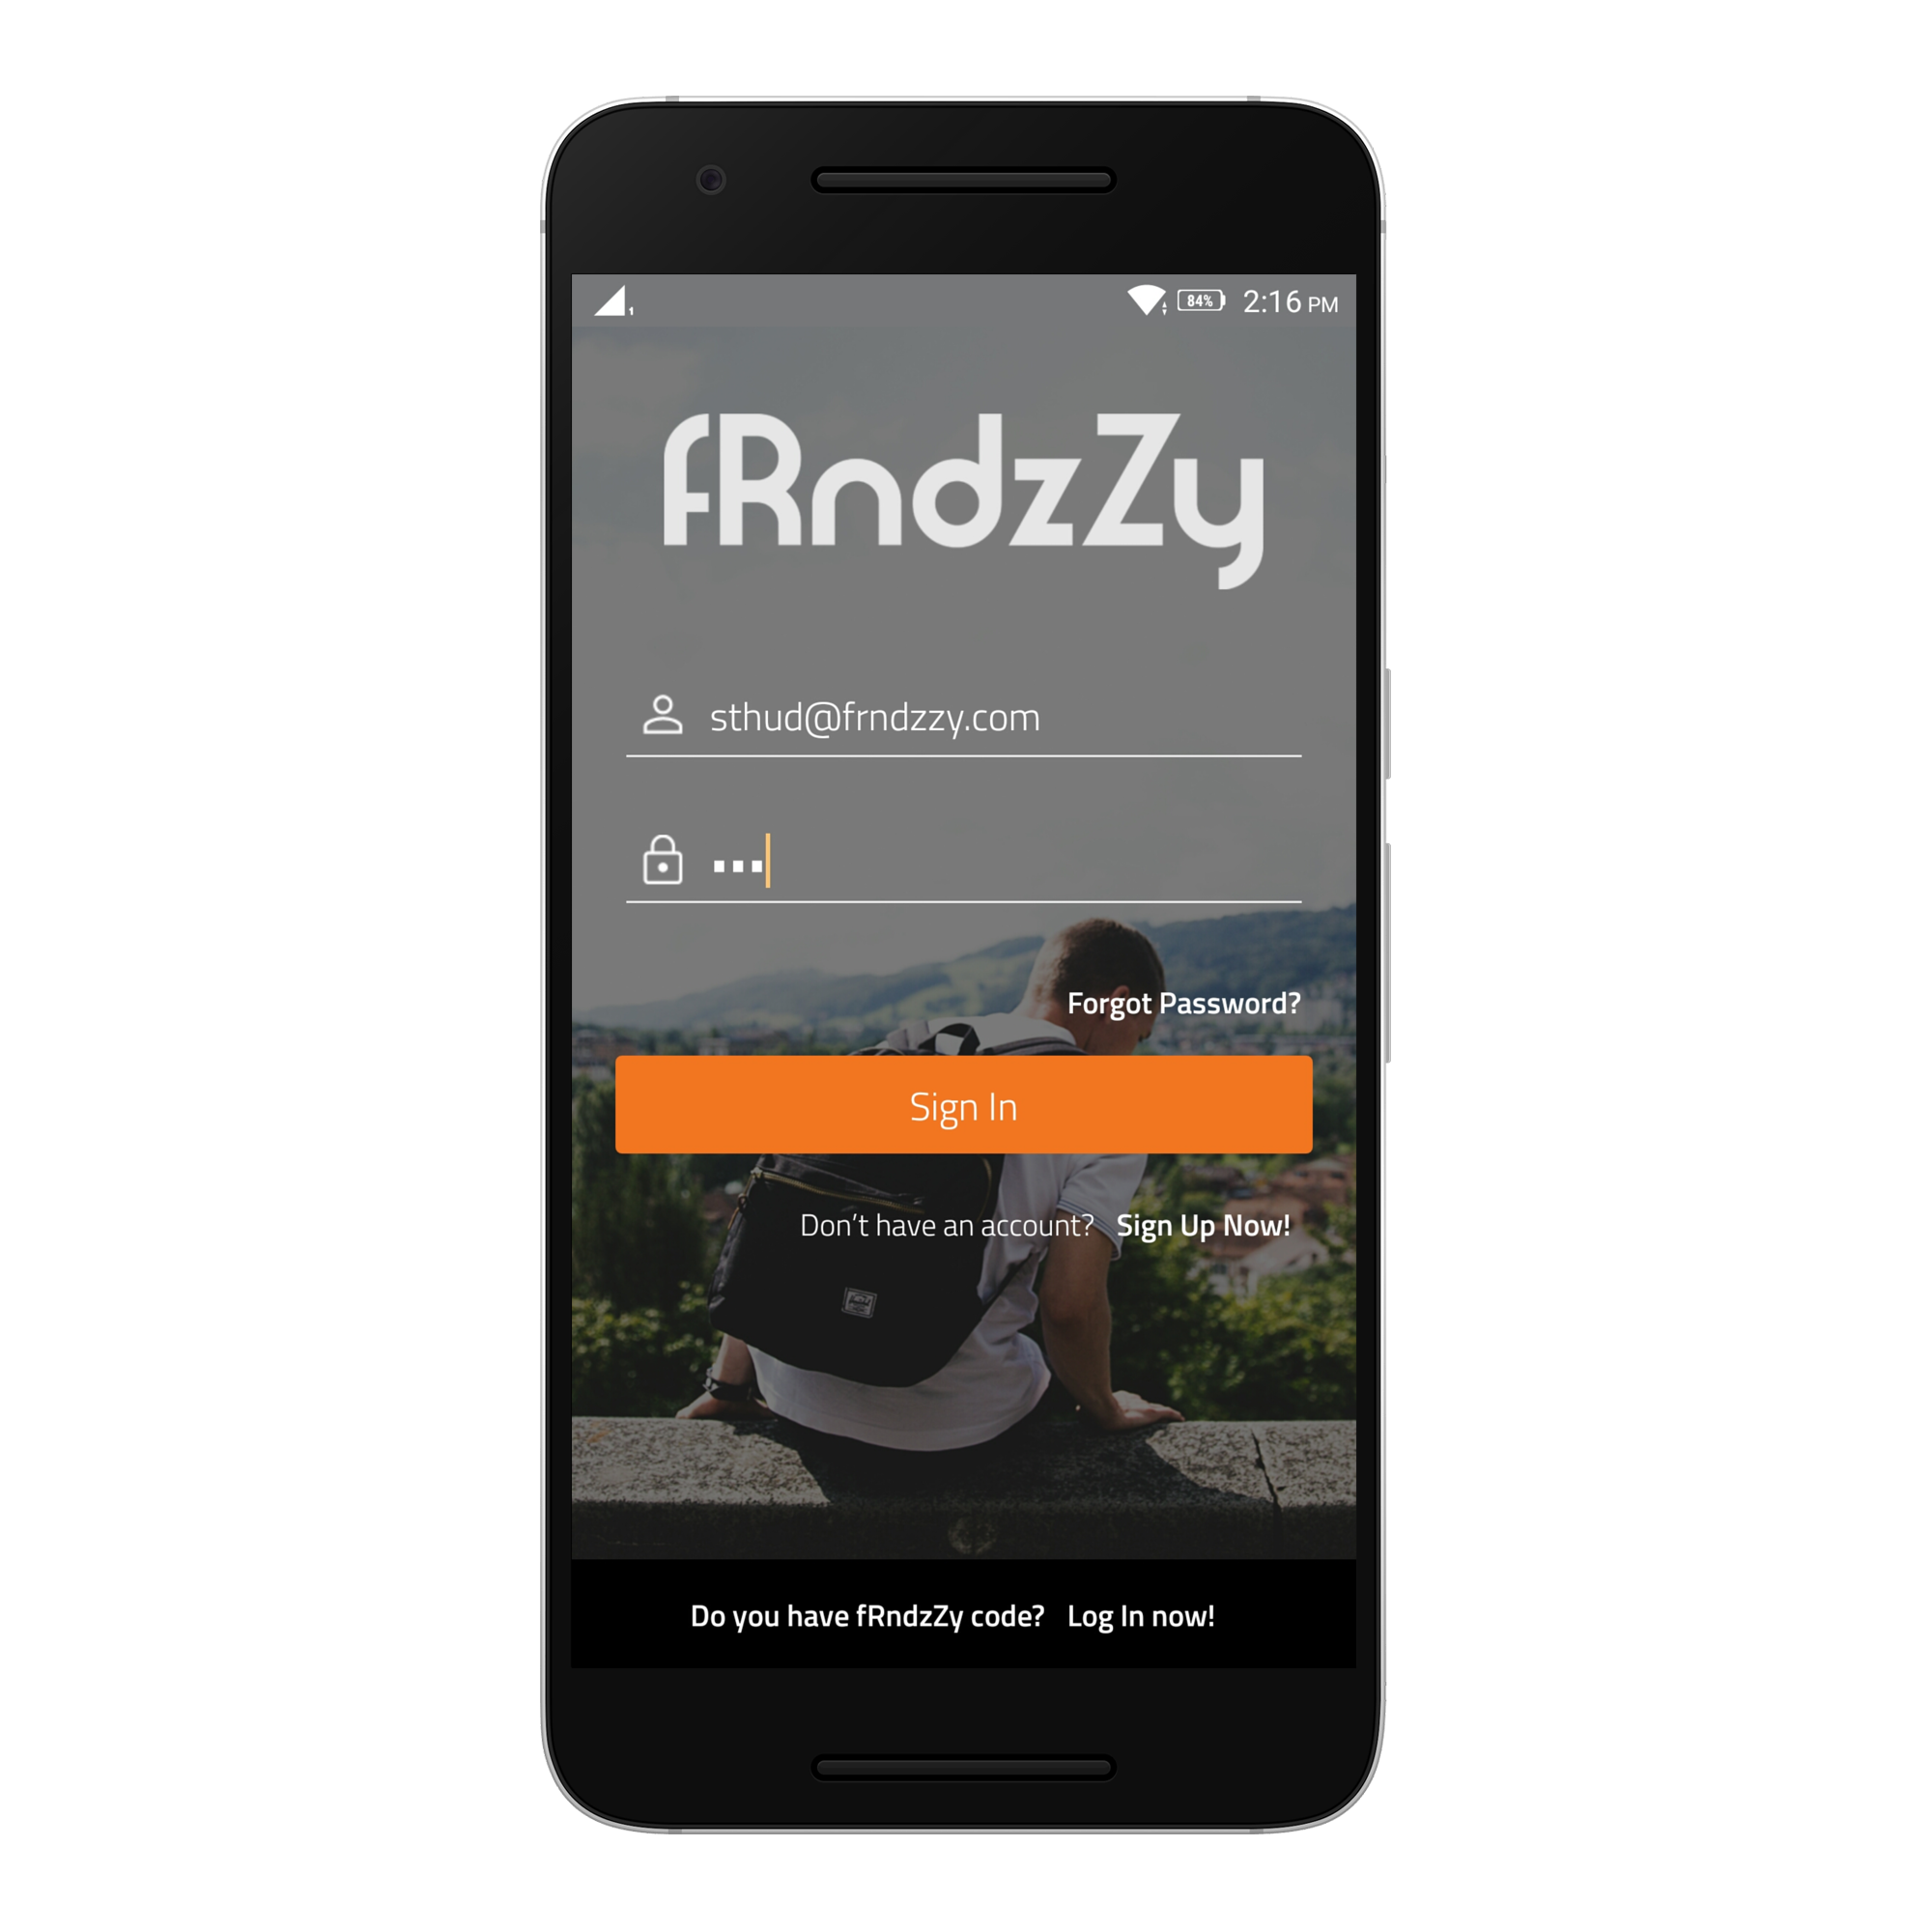 1 84% 2:16 PM
fRndzZy
sthud@frndzzy.com
Forgot Password?
Sign In
Don't have an account? Sign Up Now!
Do you have fRndzZy code? Log In now!